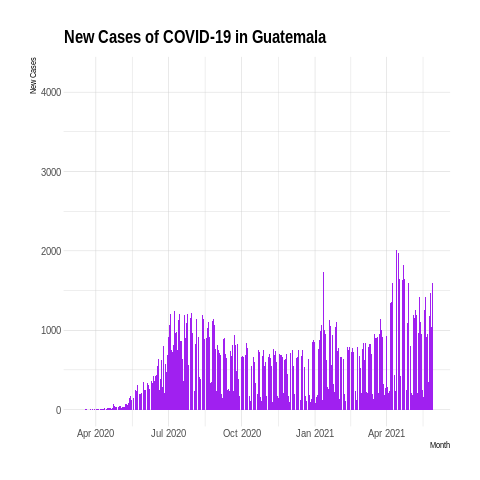 New Cases of COVID-19 in Guatemala
New Cases
4000
3000
2000
1000
0
Apr 2020 Jul 2020 Oct 2020 Jan 2021 Apr 2021
Month